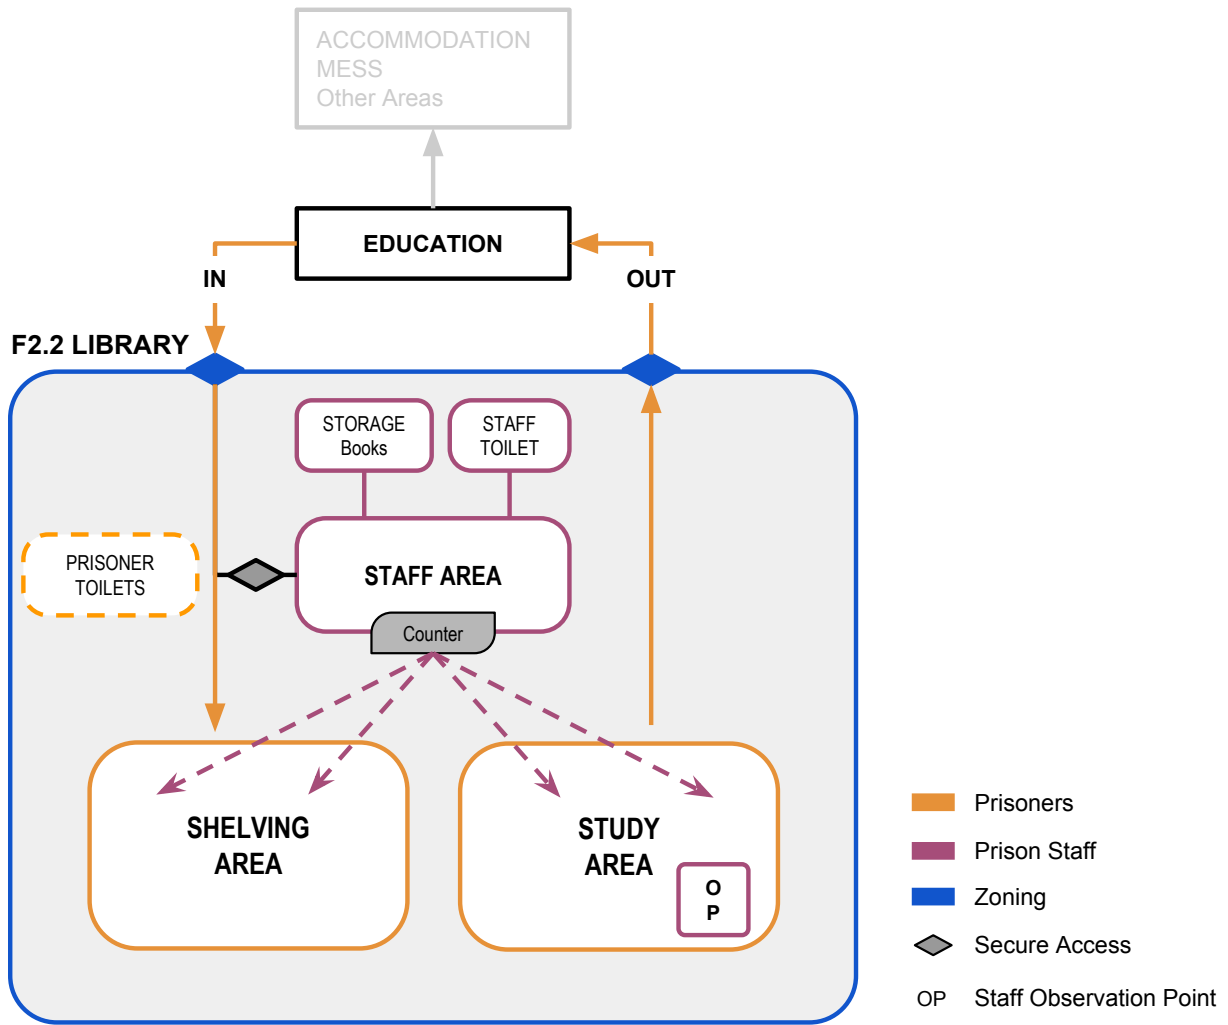 ACCOMMODATION
MESS
Other Areas
EDUCATION
IN
OUT
F2.2 LIBRARY
STORAGE
Books
STAFF
TOILET
PRISONER
TOILETS
STAFF AREA
Counter
SHELVING
AREA
STUDY
AREA
O
P
Prisoners
Prison Staff
Zoning
Secure Access
OP Staff Observation Point